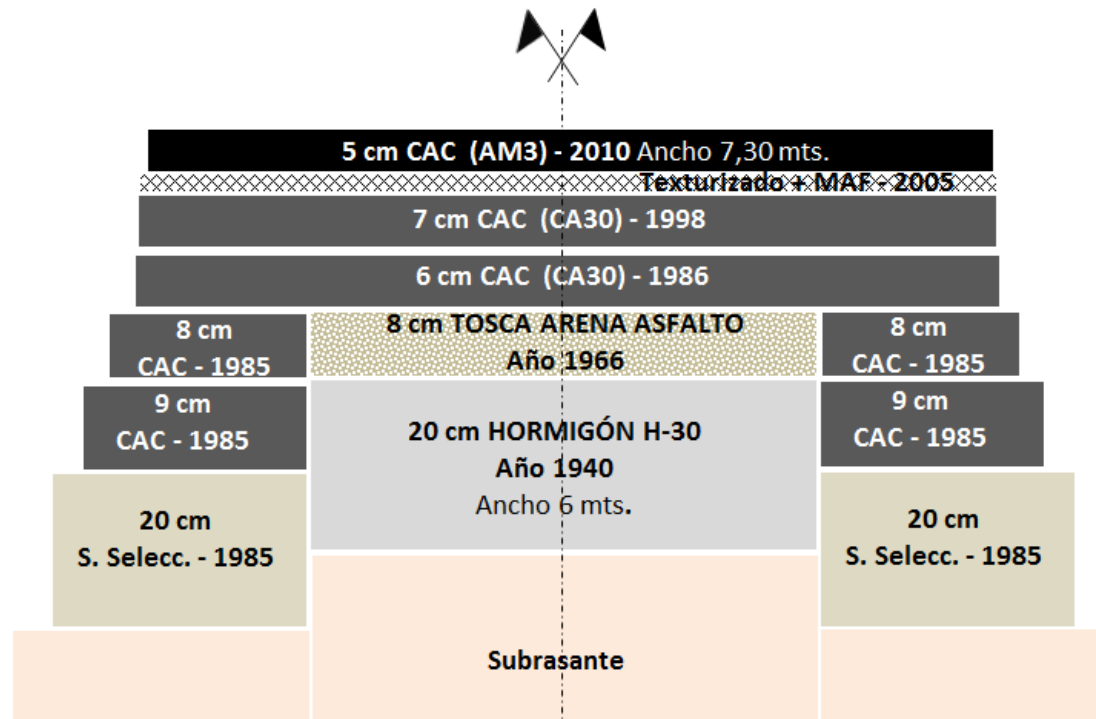 5 cm CAC (AM3) - 2010 Ancho 7,30 mts.
Texturizado + MAF - 2005
7 cm CAC (CA30) - 1998
6 cm CAC (CA30) - 1986
8 cm
CAC - 1985
8 cm TOSCA ARENA ASFALTO
Año 1966
8 cm
CAC - 1985
9 cm
CAC - 1985
20 cm HORMIGÓN H-30
Año 1940
Ancho 6 mts.
9 cm
CAC - 1985
20 cm
S. Selecc. - 1985
20 cm
S. Selecc. - 1985
Subrasante